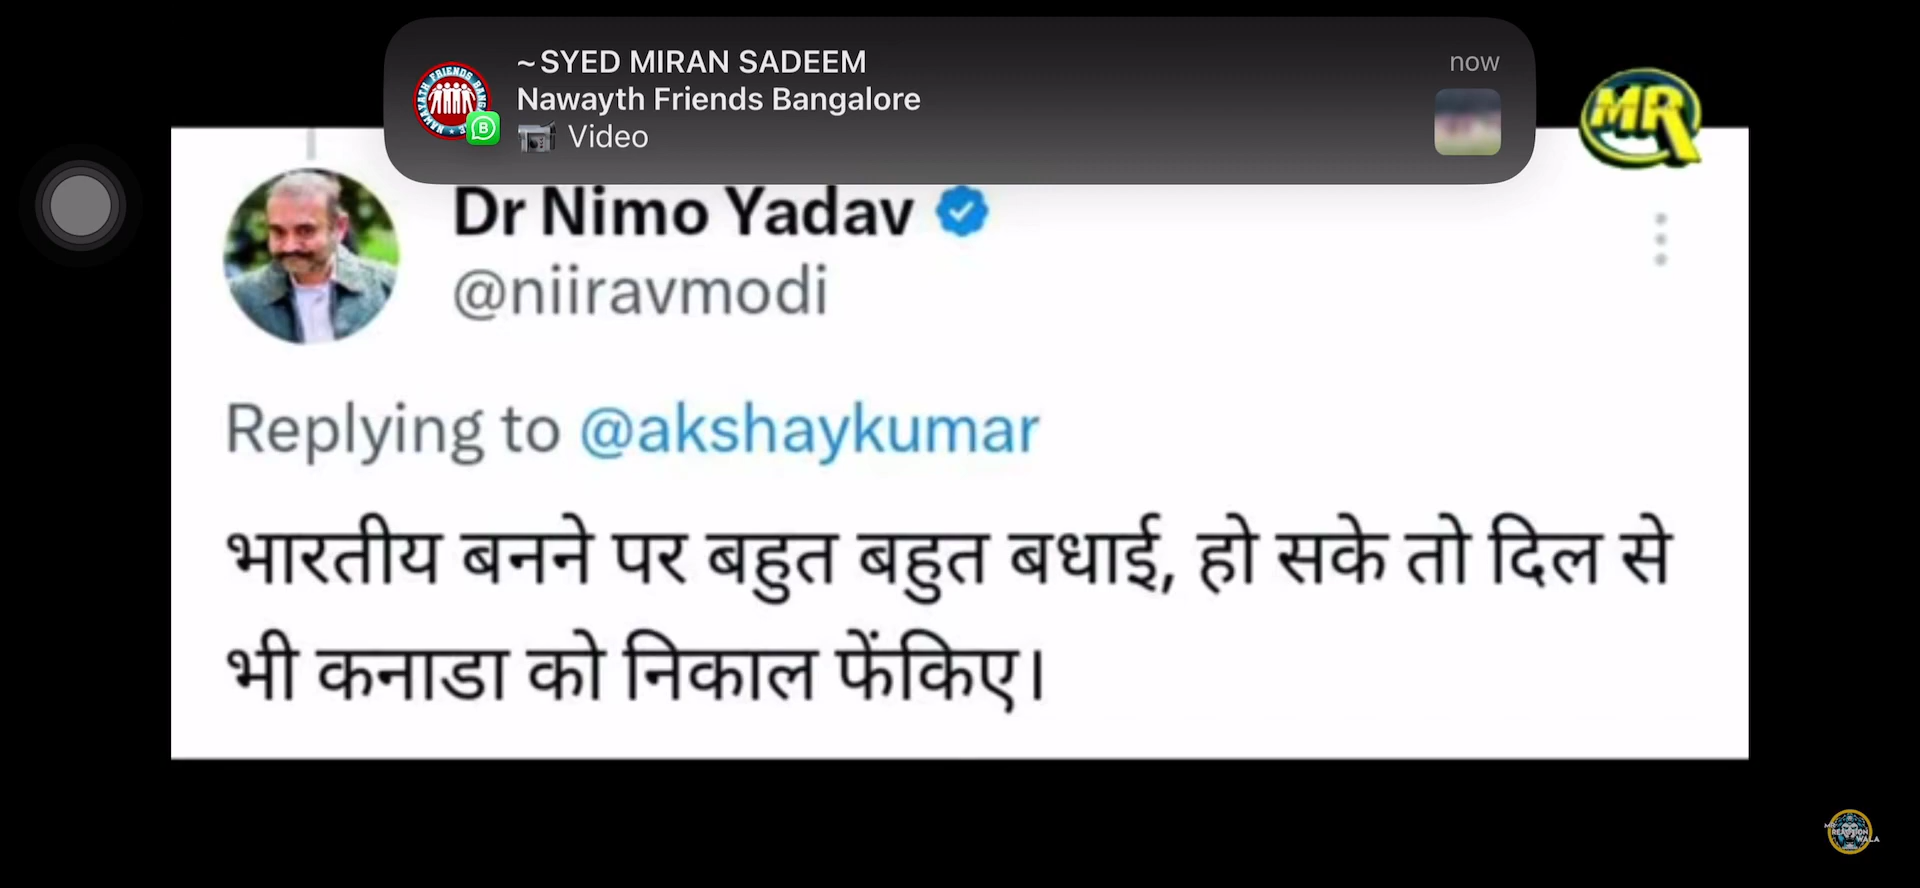 ~SYED MIRAN SADEEM
now
Nawayth Friends Bangalore
Video
MR
Dr Nimo Yadav
@niiravmodi
Replying to @akshaykumar
भारतीय बनने पर बहुत बहुत बधाई, हो सके तो दिल से
भी कनाडा को निकाल फेंकिए।